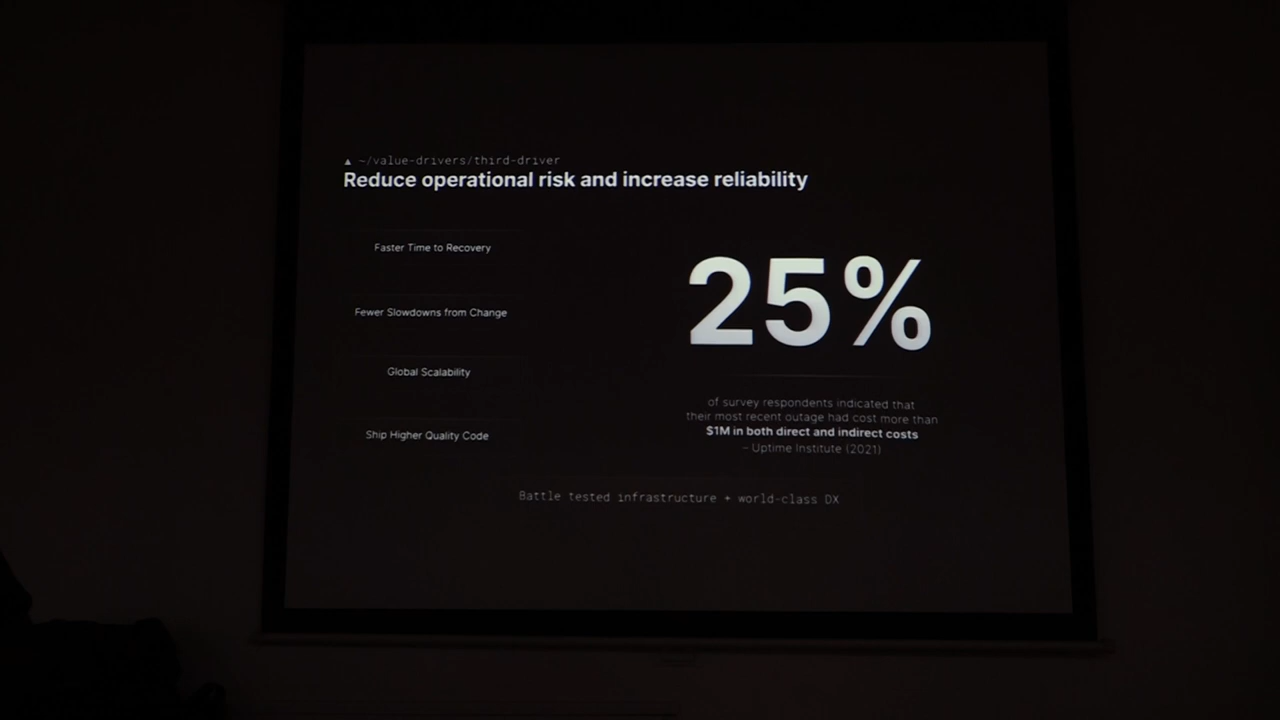 ▲ ~/value-drivers/third-driver
Reduce operational risk and increase reliability
Faster Time to Recovery
Fewer Slowdowns from Change
Global Scalability
Ship Higher Quality Code
25%
of survey respondents indicated that
their most recent outage had cost more than
$1M in both direct and indirect costs
– Uptime Institute (2021)
Battle tested infrastructure + world-class DX